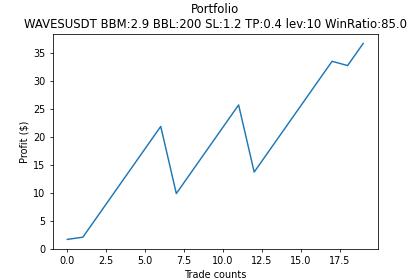 Portfolio
WAVESUSDT BBM:2.9 BBL:200 SL:1.2 TP:0.4 lev:10 WinRatio:85.0
Profit ($)
35
30
25
20
15
10
5
0
0.0 2.5 5.0 7.5 10.0 12.5 15.0 17.5
Trade counts